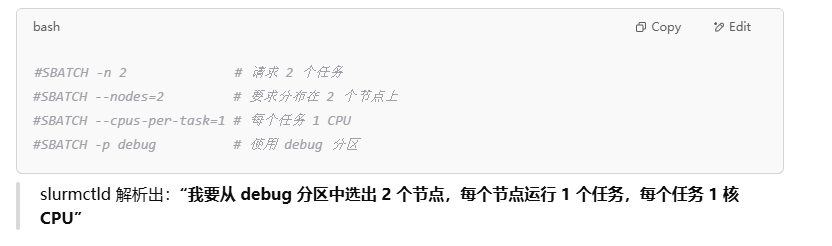 bash
Copy
Edit
#SBATCH -n 2 # 请求 2 个任务
#SBATCH --nodes=2 # 要求分布在 2 个节点上
#SBATCH --cpus-per-task=1 # 每个任务 1 CPU
#SBATCH -p debug # 使用 debug 分区
slurmctld 解析出：“我要从 debug 分区中选出 2 个节点，每个节点运行 1 个任务，每个任务 1 核
CPU”